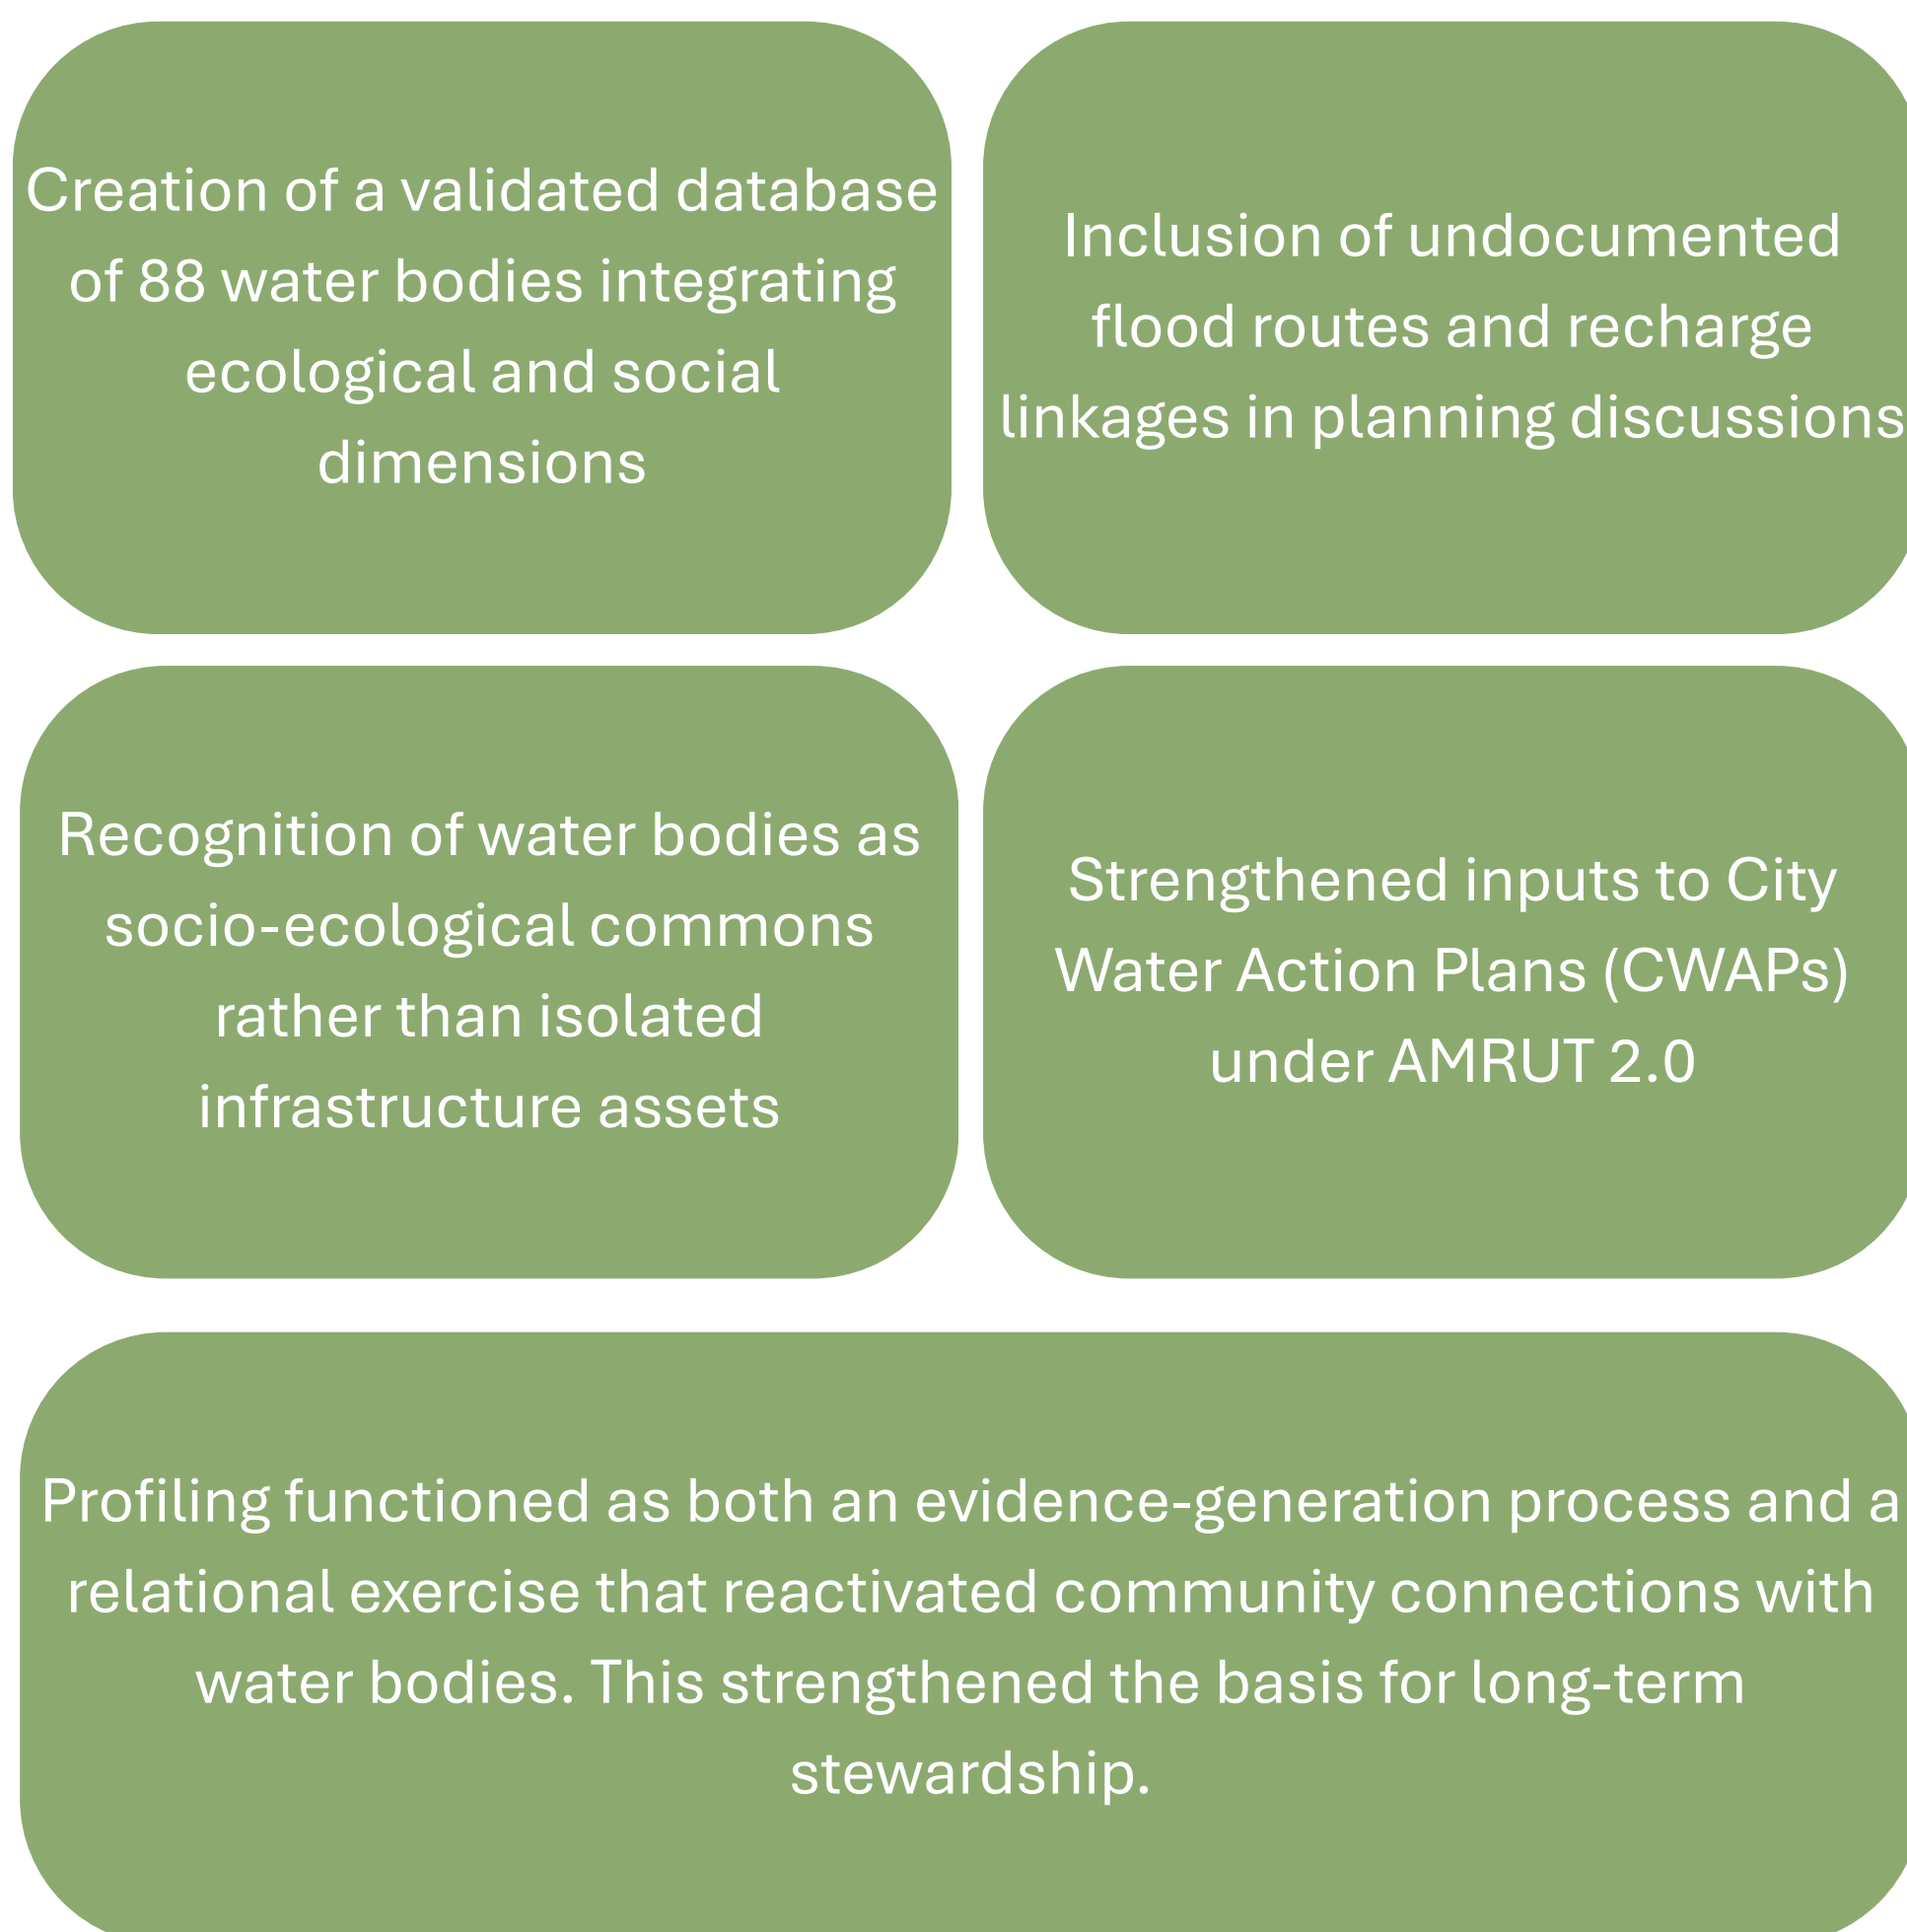 Creation of a validated database
of 88 water bodies integrating
ecological and social
dimensions
Inclusion of undocumented
flood routes and recharge
linkages in planning discussions
Recognition of water bodies as
socio-ecological commons
rather than isolated
infrastructure assets
Strengthened inputs to City
Water Action Plans (CWAPs)
under AMRUT 2.0
Profiling functioned as both an evidence-generation process and a
relational exercise that reactivated community connections with
water bodies. This strengthened the basis for long-term
stewardship.